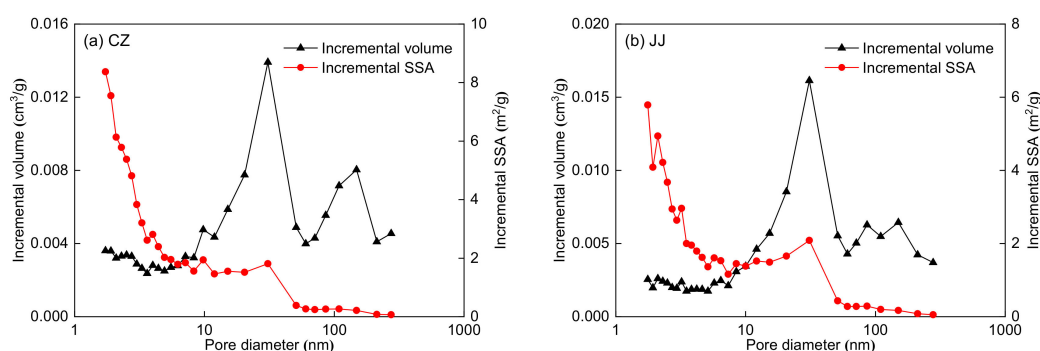 (a) CZ
Incremental volume
Incremental SSA
0.016
0.012
0.008
0.004
0.000
Incremental volume (cm³/g)
10
8
6
4
2
0
Incremental SSA (m²/g)
1
10
100
1000
Pore diameter (nm)
(b) JJ
Incremental volume
Incremental SSA
0.020
0.015
0.010
0.005
0.000
Incremental volume (cm³/g)
8
6
4
2
0
Incremental SSA (m²/g)
1
10
100
1000
Pore diameter (nm)